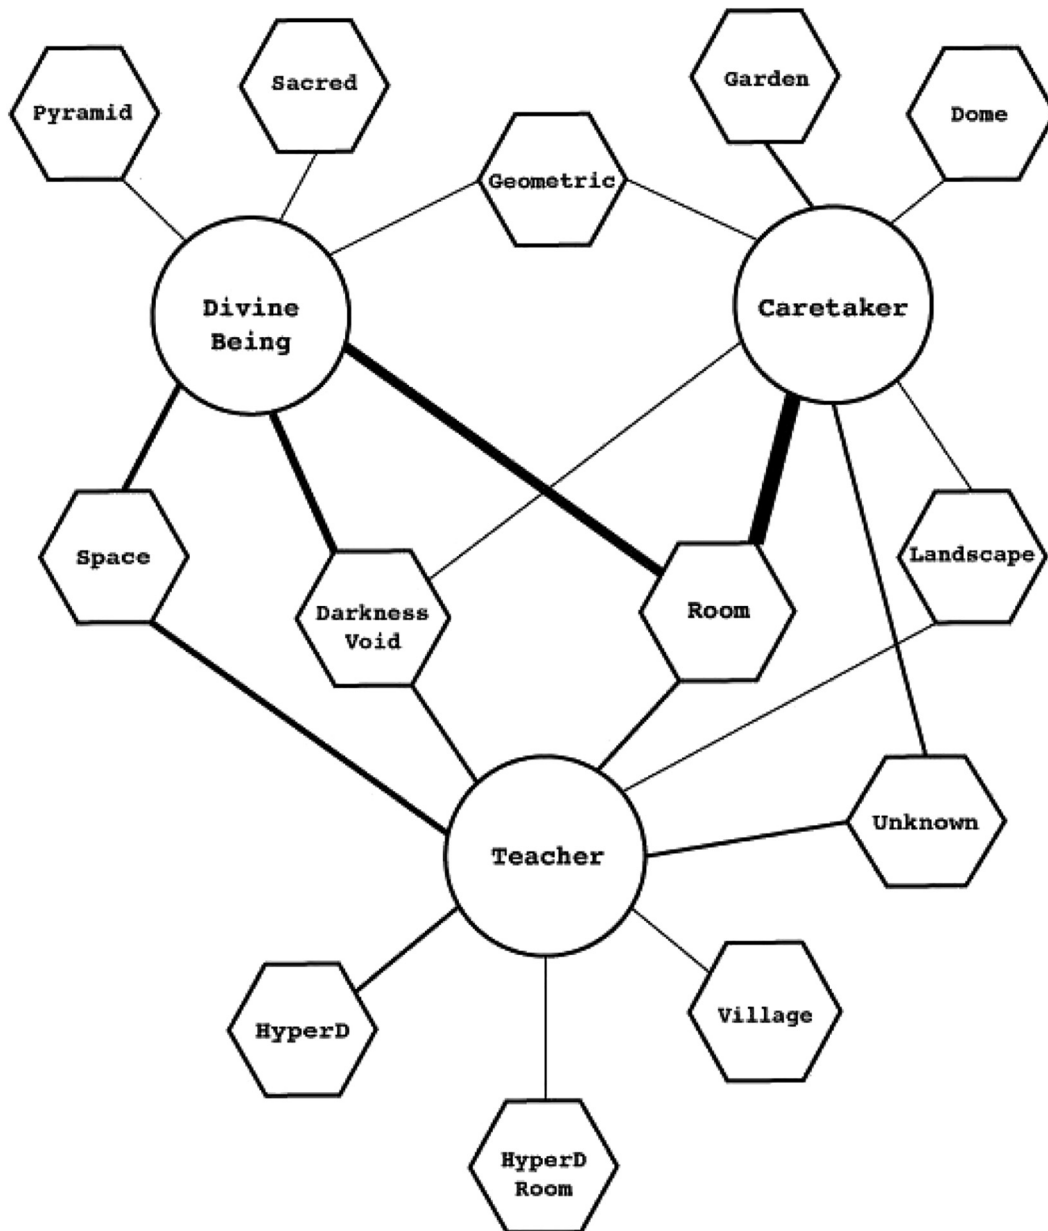 Pyramid
Sacred
Garden
Dome
Geometric
Divine
Being
Caretaker
Space
Darkness
Void
Room
Landscape
Unknown
Teacher
HyperD
Village
HyperD
Room